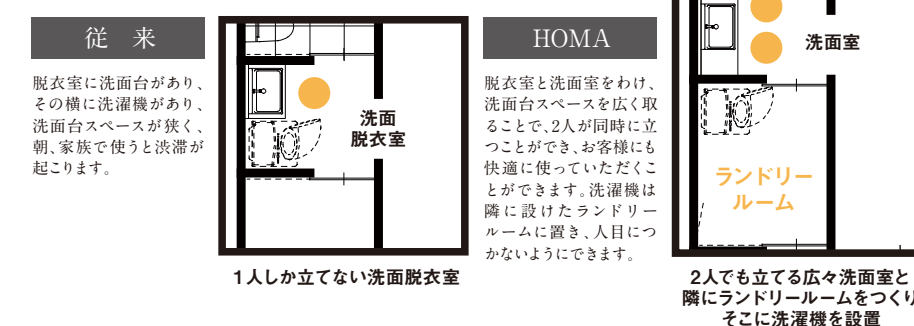 従 来
脱衣室に洗面台があり、
その横に洗濯機があり、
洗面台スペースが狭く、
朝、家族で使うと渋滞が
起こります。
洗面
脱衣室
1人しか立てない洗面脱衣室
HOMA
脱衣室と洗面室をわけ、
洗面台スペースを広く取
ることで、2人が同時に立
つことができ、お客様にも
快適に使っていただくこ
とができます。洗濯機は
隣に設けたランドリー
ルームに置き、人目につ
かないようにできます。
洗面室
ランドリー
ルーム
2人でも立てる広々洗面室と
隣にランドリールームをつくり
そこに洗濯機を設置